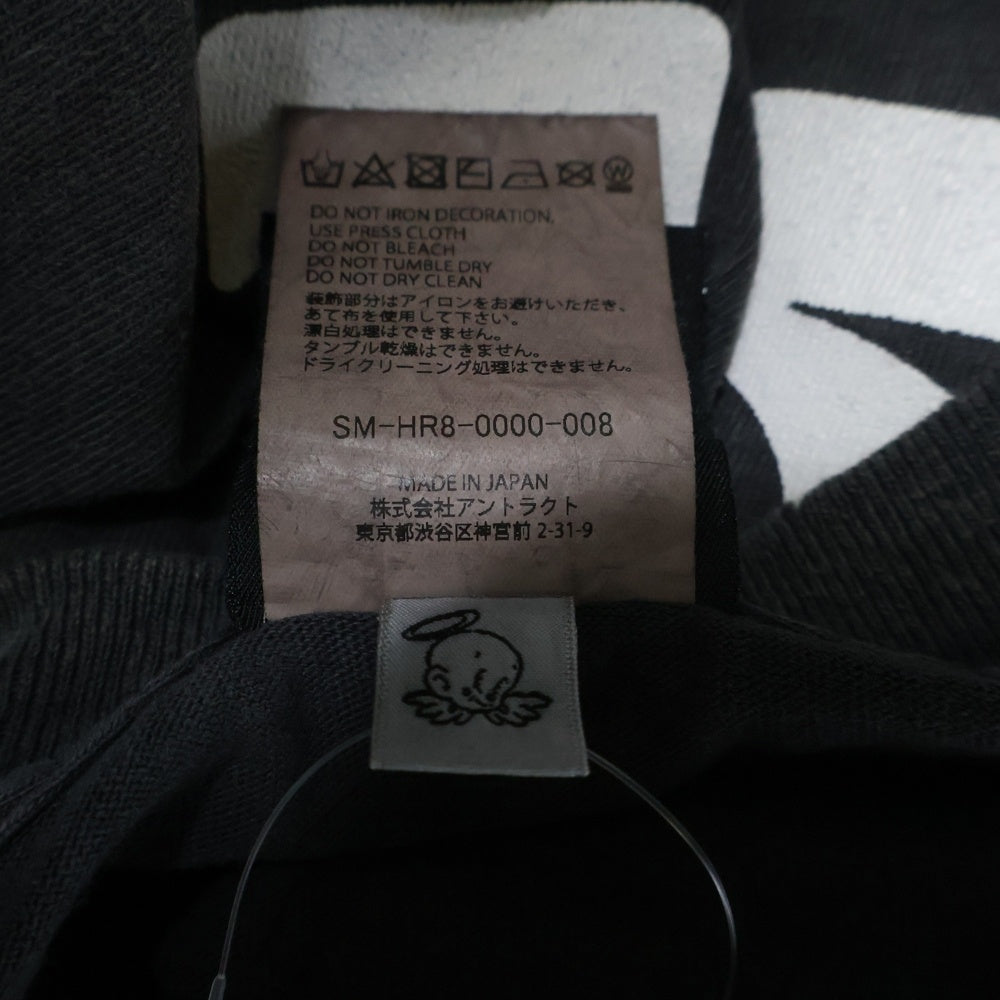 DO NOT IRON DECORATION,
USE PRESS CLOTH
DO NOT BLEACH
DO NOT TUMBLE DRY
DO NOT DRY CLEAN
装飾部分はアイロンをお避けいただき、
あて布を使用して下さい。
漂白処理はできません。
タンブル乾燥はできません。
ドライクリーニング処理はできません。
SM-HR8-0000-008
MADE IN JAPAN
株式会社アントラクト
東京都渋谷区神宮前 2-31-9